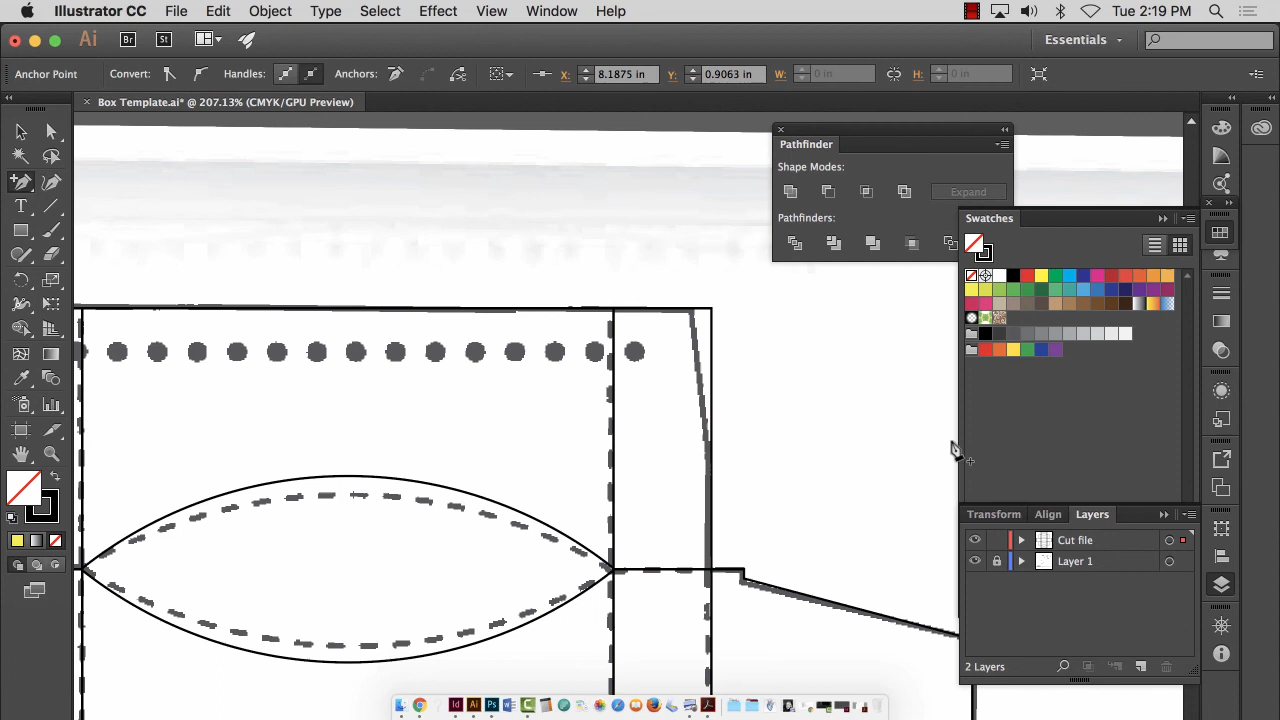 Illustrator CC File Edit Object Type Select Effect View Window Help Tue 2:19 PM
Ai Br St Essentials
Anchor Point Convert: Handles: Anchors: X: 8.1875 in Y: 0.9063 in W: 0 in H: 0 in
Box Template.ai* @ 207.13% (CMYK/GPU Preview)
Pathfinder
Shape Modes:
Expand
Pathfinders:
Swatches
Transform Align Layers
Cut file
Layer 1
2 Layers
Id Ai Ps W